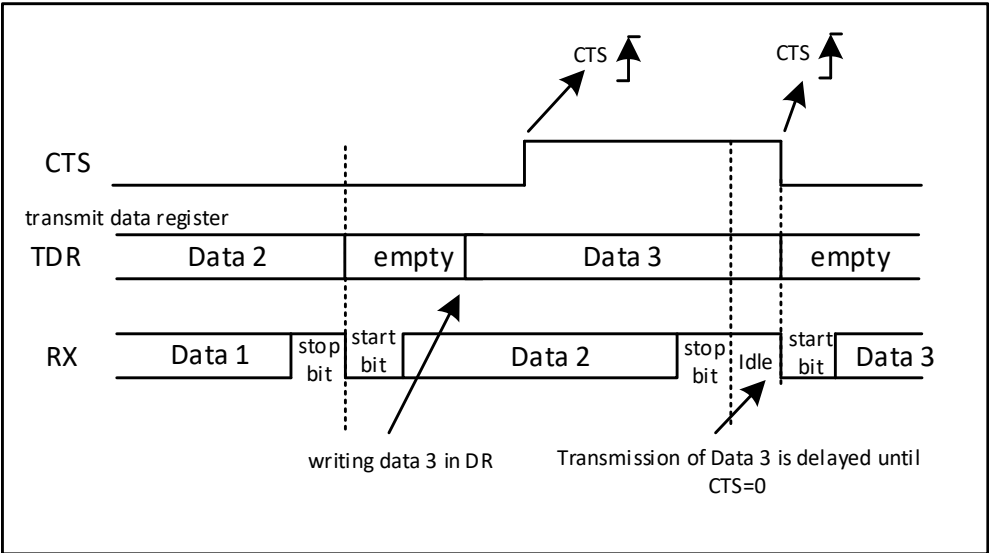 CTS
CTS
CTS
transmit data register
TDR
Data 2
empty
Data 3
empty
RX
Data 1
stop
bit
start
bit
Data 2
stop
bit
Idle
start
bit
Data 3
writing data 3 in DR
Transmission of Data 3 is delayed until
CTS=0